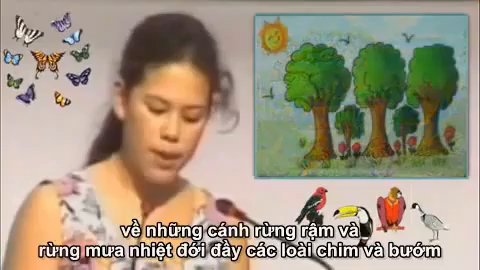 về những cánh rừng rậm và
rừng mưa nhiệt đới đầy các loài chim và bướm